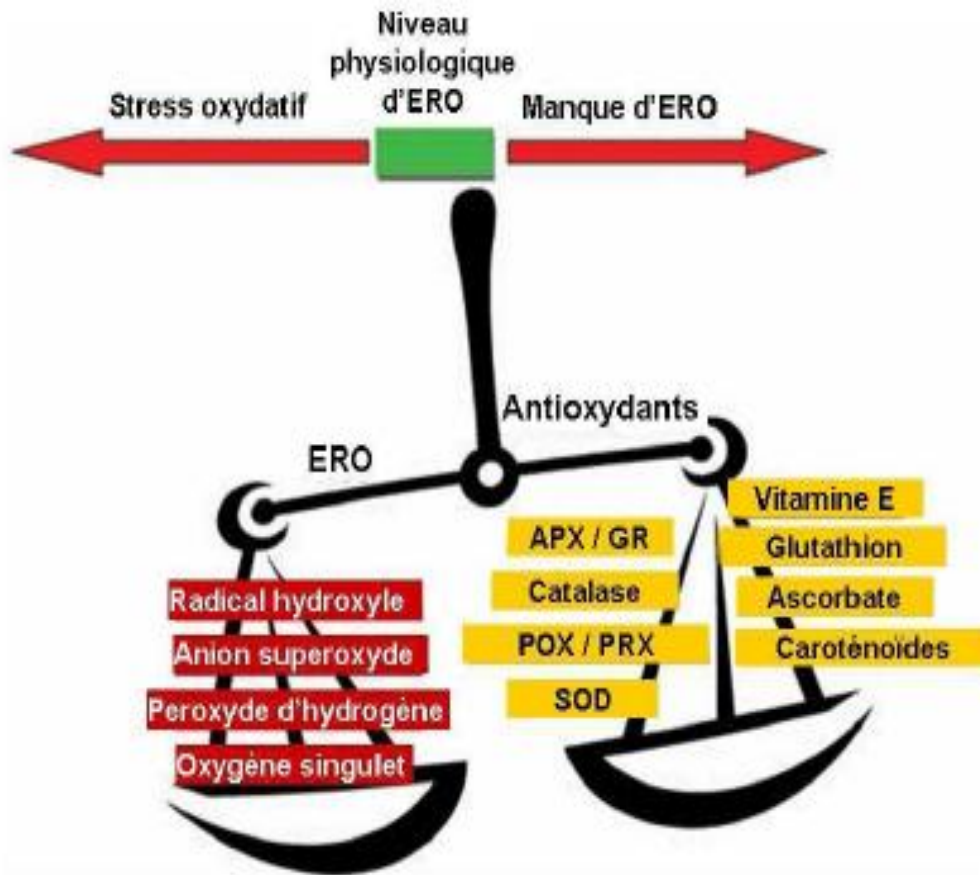 Niveau
physiologique
d'ERO
Stress oxydatif
Manque d'ERO
Antioxydants
ERO
Radical hydroxyle
Anion superoxyde
Peroxyde d'hydrogène
Oxygène singulet
APX / GR
Catalase
POX / PRX
SOD
Vitamine E
Glutathion
Ascorbate
Caroténoïdes